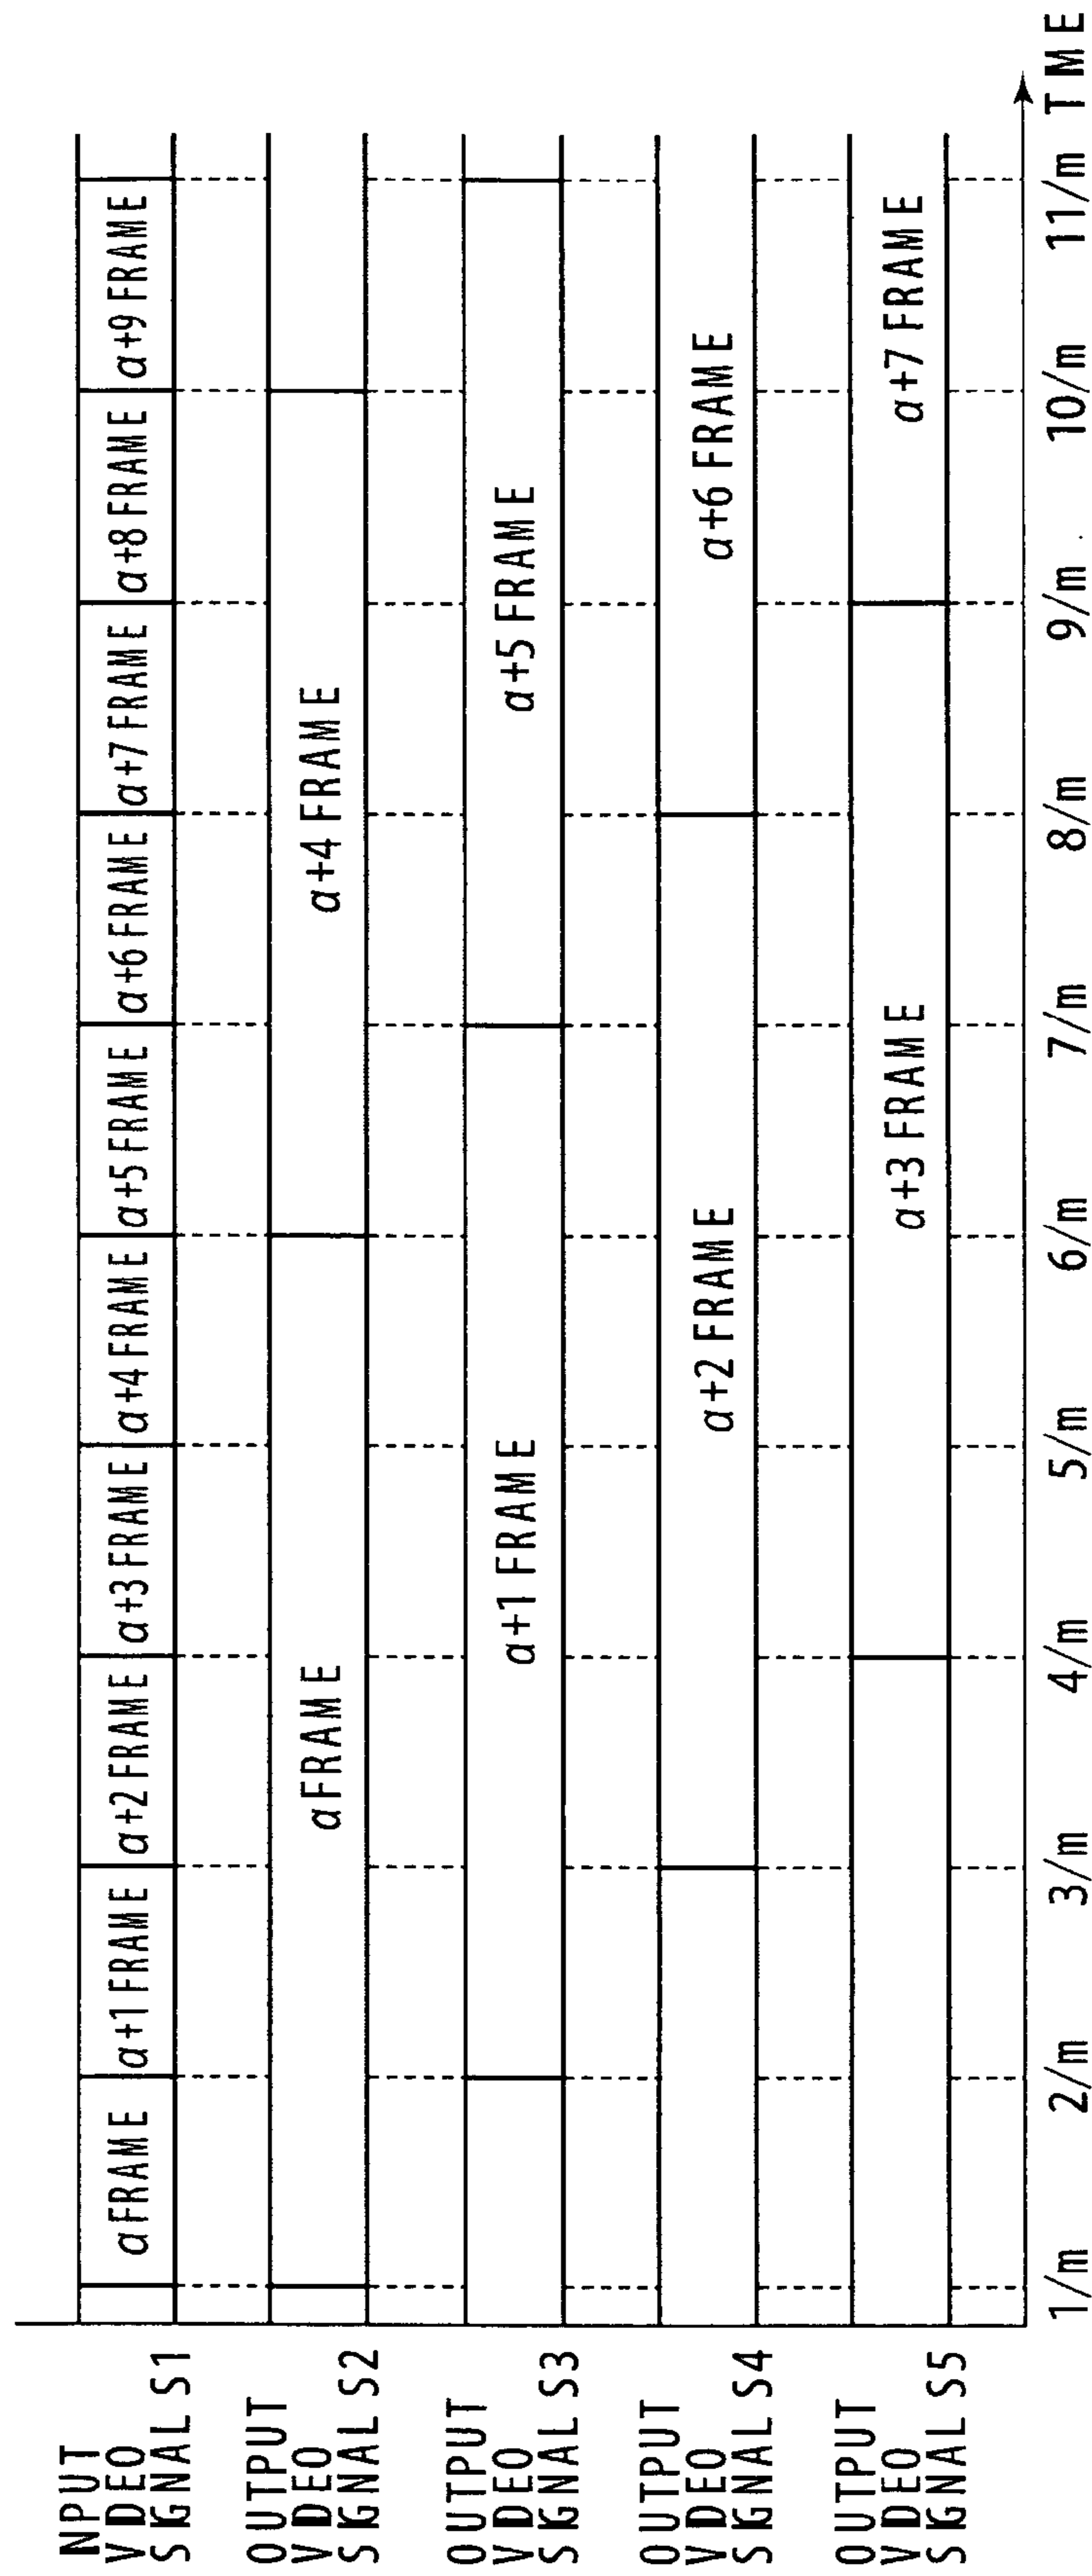 INPUT
VIDEO
SIGNAL S1
a FRAME
a+1 FRAME
a+2 FRAME
a+3 FRAME
a+4 FRAME
a+5 FRAME
a+6 FRAME
a+7 FRAME
a+8 FRAME
a+9 FRAME
OUTPUT
VIDEO
SIGNAL S2
a FRAME
a+4 FRAME
OUTPUT
VIDEO
SIGNAL S3
a+1 FRAME
a+5 FRAME
OUTPUT
VIDEO
SIGNAL S4
a+2 FRAME
a+6 FRAME
OUTPUT
VIDEO
SIGNAL S5
a+3 FRAME
a+7 FRAME
1/m 2/m 3/m 4/m 5/m 6/m 7/m 8/m 9/m 10/m 11/m TIME